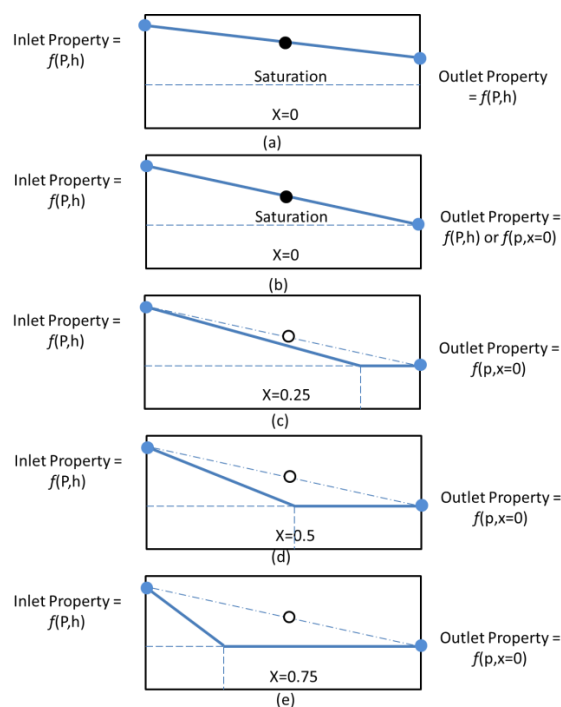 Inlet Property =
f(P,h)
Saturation
X=0
Outlet Property
= f(P,h)
(a)
Inlet Property =
f(P,h)
Saturation
X=0
Outlet Property =
f(P,h) or f(p,x=0)
(b)
Inlet Property =
f(P,h)
X=0.25
Outlet Property =
f(p,x=0)
(c)
Inlet Property =
f(P,h)
X=0.5
Outlet Property =
f(p,x=0)
(d)
Inlet Property =
f(P,h)
X=0.75
Outlet Property =
f(p,x=0)
(e)